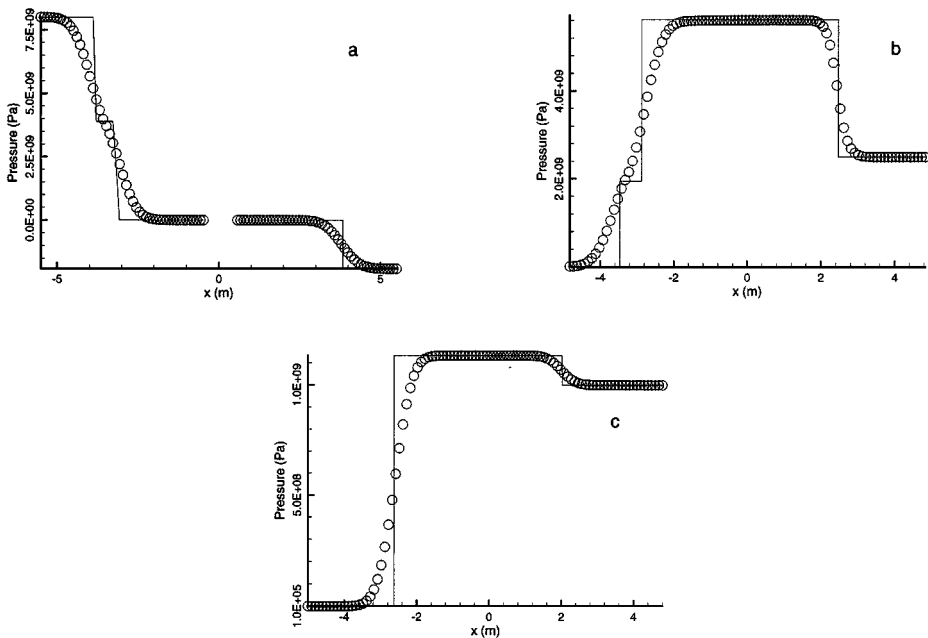 a
Pressure (Pa)
7.5E+09
5.0E+09
2.5E+09
0.0E+00
-5 0 5
x (m)
b
Pressure (Pa)
4.0E+09
2.0E+09
-4 -2 0 2 4
x (m)
c
Pressure (Pa)
1.0E+09
5.0E+08
1.0E+05
-4 -2 0 2 4
x (m)